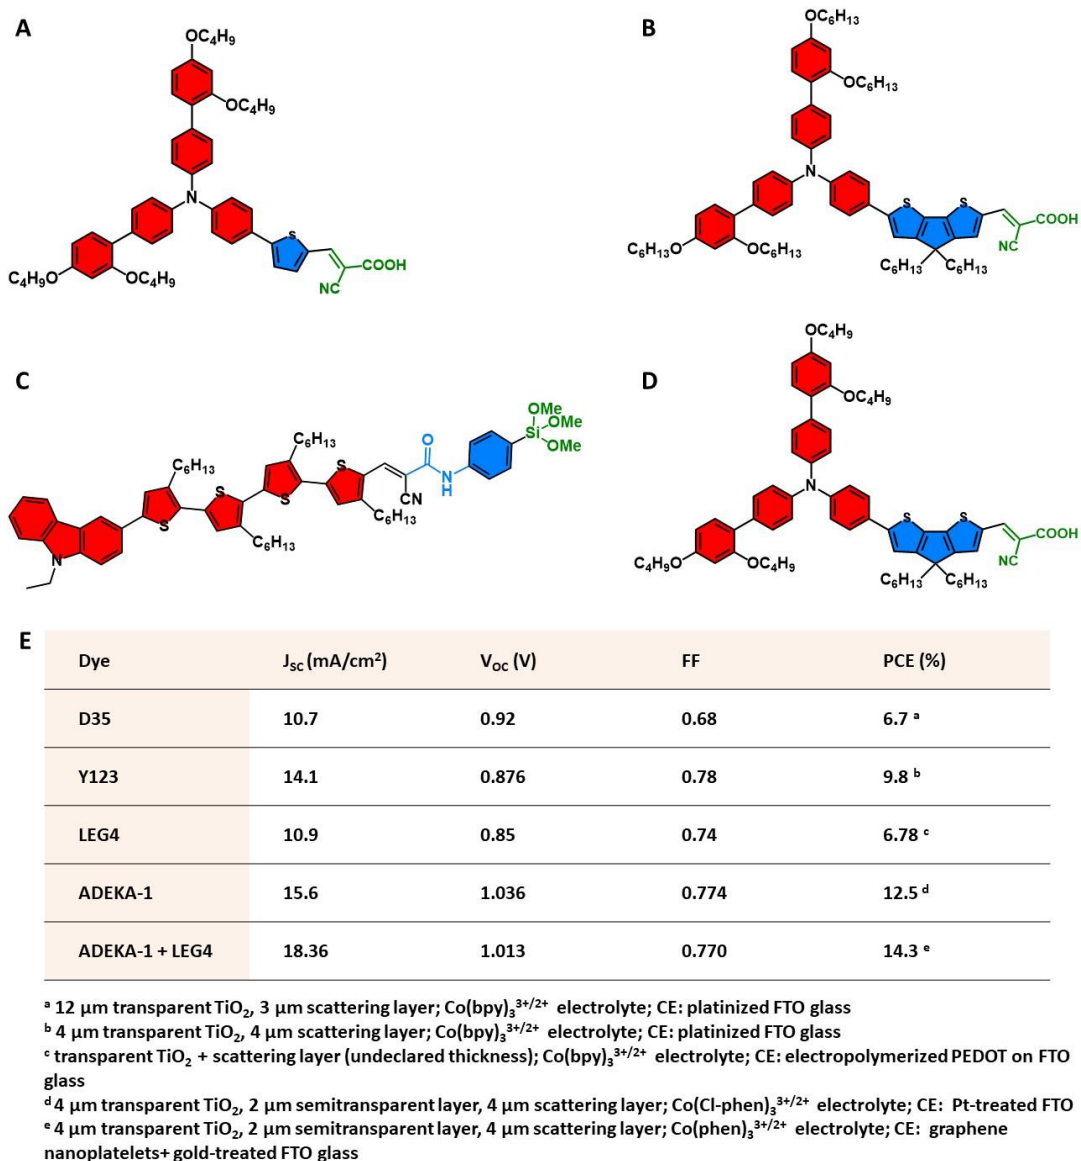 A
OC₄H₉
OC₄H₉
N
S
COOH
NC
C₄H₉O
OC₄H₉
B
OC₆H₁₃
OC₆H₁₃
N
S
S
COOH
NC
C₆H₁₃O
OC₆H₁₃
C₆H₁₃
C₆H₁₃
C
OMe
Si
OMe
OMe
O
N
H
CN
C₆H₁₃
C₆H₁₃
S
S
S
S
C₆H₁₃
C₆H₁₃
N
D
OC₄H₉
OC₄H₉
N
S
S
COOH
NC
C₄H₉O
OC₄H₉
C₆H₁₃
C₆H₁₃
E
Dye J_SC (mA/cm²) V_OC (V) FF PCE (%)
D35 10.7 0.92 0.68 6.7 ᵃ
Y123 14.1 0.876 0.78 9.8 ᵇ
LEG4 10.9 0.85 0.74 6.78 ᶜ
ADEKA-1 15.6 1.036 0.774 12.5 ᵈ
ADEKA-1 + LEG4 18.36 1.013 0.770 14.3 ᵉ
ᵃ 12 µm transparent TiO₂, 3 µm scattering layer; Co(bpy)₃³⁺/²⁺ electrolyte; CE: platinized FTO glass
ᵇ 4 µm transparent TiO₂, 4 µm scattering layer; Co(bpy)₃³⁺/²⁺ electrolyte; CE: platinized FTO glass
ᶜ transparent TiO₂ + scattering layer (undeclared thickness); Co(bpy)₃³⁺/²⁺ electrolyte; CE: electropolymerized PEDOT on FTO
glass
ᵈ 4 µm transparent TiO₂, 2 µm semitransparent layer, 4 µm scattering layer; Co(Cl-phen)₃³⁺/²⁺ electrolyte; CE: Pt-treated FTO
ᵉ 4 µm transparent TiO₂, 2 µm semitransparent layer, 4 µm scattering layer; Co(phen)₃³⁺/²⁺ electrolyte; CE: graphene
nanoplatelets+ gold-treated FTO glass